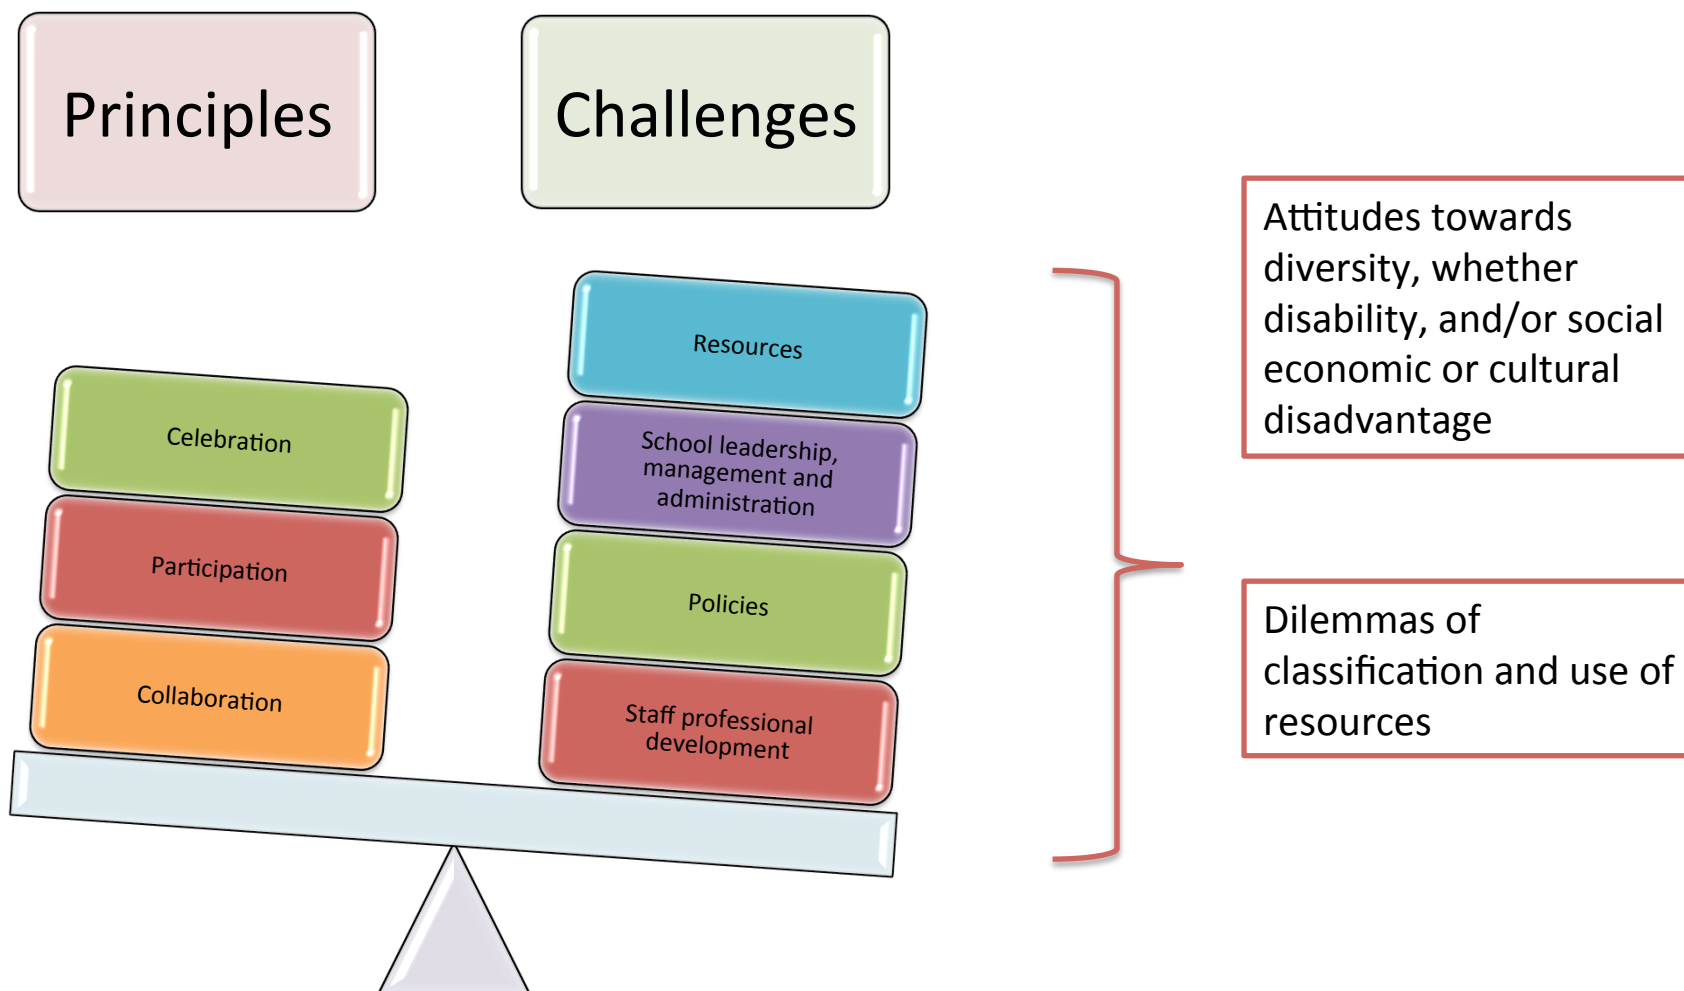 Principles
Challenges
Celebration
Participation
Collaboration
Resources
School leadership,
management and
administration
Policies
Staff professional
development
Attitudes towards
diversity, whether
disability, and/or social
economic or cultural
disadvantage
Dilemmas of
classification and use of
resources